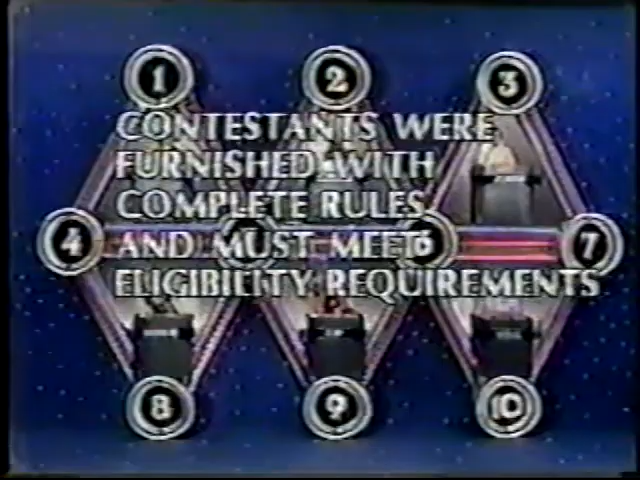 1 2 3
CONTESTANTS WERE
FURNISHED WITH
COMPLETE RULES
AND MUST MEET
ELIGIBILITY REQUIREMENTS
4 6 7
8 9 10